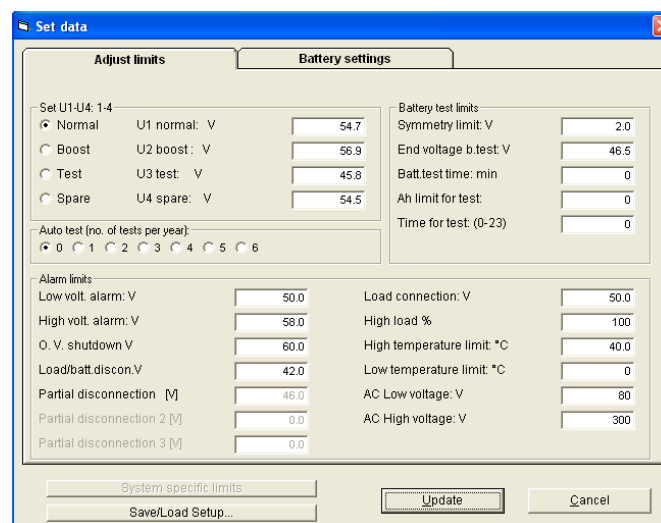 Set data
Adjust limits
Battery settings
Set U1-U4: 1-4
Normal U1 normal: V 54.7
Boost U2 boost : V 56.9
Test U3 test: V 45.8
Spare U4 spare: V 54.5
Auto test (no. of tests per year):
0 1 2 3 4 5 6
Battery test limits
Symmetry limit: V 2.0
End voltage b.test: V 46.5
Batt.test time: min 0
Ah limit for test: 0
Time for test: (0-23) 0
Alarm limits
Low volt. alarm: V 50.0
High volt. alarm: V 58.0
O. V. shutdown V 60.0
Load/batt.discon.V 42.0
Partial disconnection [V] 46.0
Partial disconnection 2 [V] 0.0
Partial disconnection 3 [V] 0.0
Load connection: V 50.0
High load % 100
High temperature limit: °C 40.0
Low temperature limit: °C 0
AC Low voltage: V 80
AC High voltage: V 300
System specific limits
Save/Load Setup...
Update
Cancel